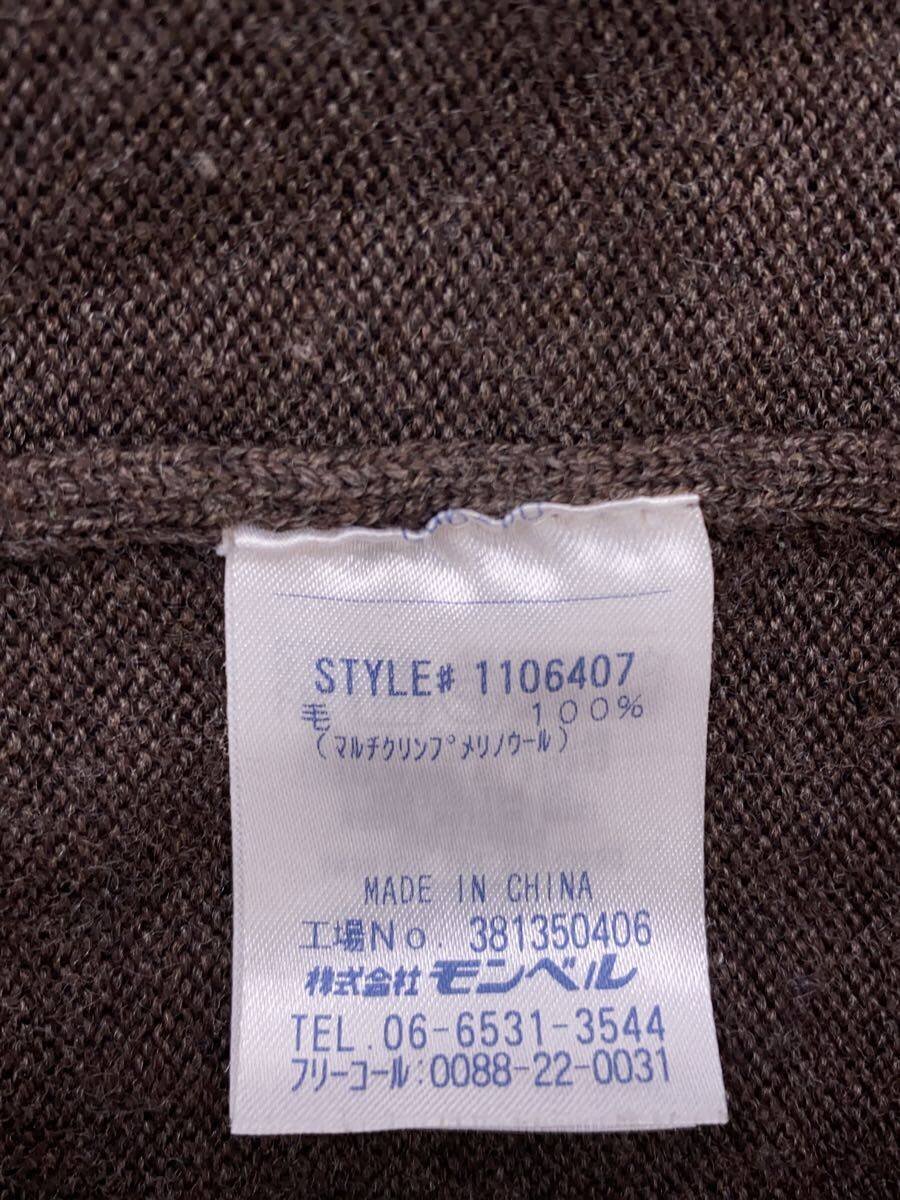 STYLE# 1106407
毛 100%
(マルチクリンプメリノウール)
MADE IN CHINA
工場No. 381350406
株式会社モンベル
TEL. 06-6531-3544
フリーコール:0088-22-0031